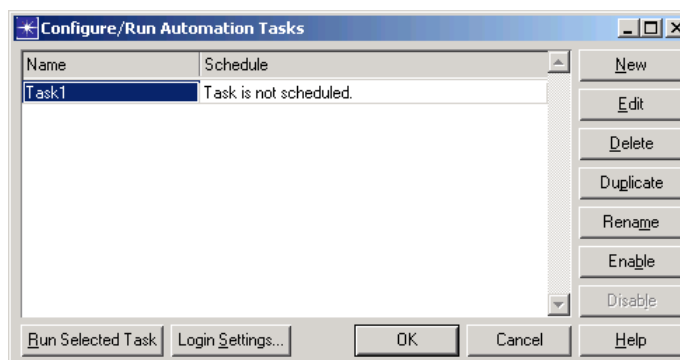 Configure/Run Automation Tasks
Name Schedule
Task1 Task is not scheduled.
New
Edit
Delete
Duplicate
Rename
Enable
Disable
Run Selected Task Login Settings... OK Cancel Help